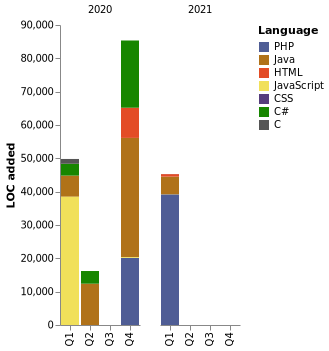 2020
2021
Language
PHP
Java
HTML
JavaScript
CSS
C#
C
LOC added
90,000
80,000
70,000
60,000
50,000
40,000
30,000
20,000
10,000
0
Q1
Q2
Q3
Q4
Q1
Q2
Q3
Q4